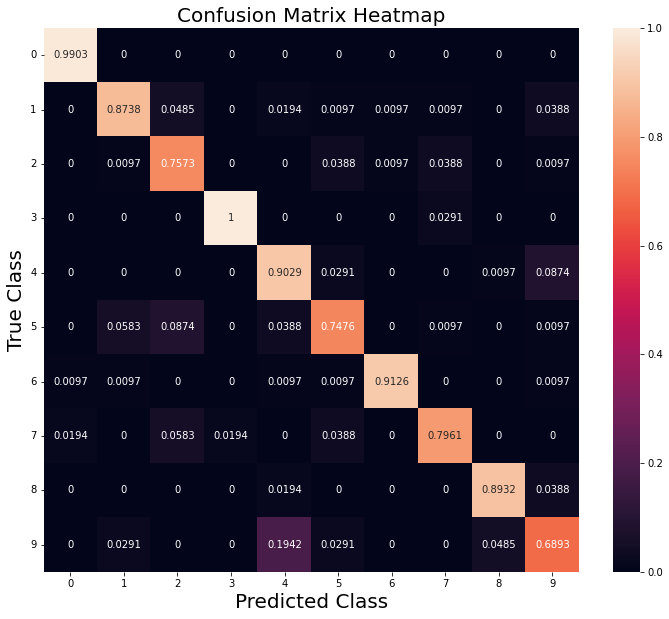 Confusion Matrix Heatmap
0 0.9903 0 0 0 0 0 0 0 0 0
1 0 0.8738 0.0485 0 0.0194 0.0097 0.0097 0.0097 0 0.0388
2 0 0.0097 0.7573 0 0 0.0388 0.0097 0.0388 0 0.0097
3 0 0 0 1 0 0 0 0.0291 0 0
4 0 0 0 0 0.9029 0.0291 0 0 0.0097 0.0874
5 0 0.0583 0.0874 0 0.0388 0.7476 0 0.0097 0 0.0097
6 0.0097 0.0097 0 0 0.0097 0.0097 0.9126 0 0 0.0097
7 0.0194 0 0.0583 0.0194 0 0.0388 0 0.7961 0 0
8 0 0 0 0 0.0194 0 0 0 0.8932 0.0388
9 0 0.0291 0 0 0.1942 0.0291 0 0 0.0485 0.6893
0 1 2 3 4 5 6 7 8 9
Predicted Class
True Class
1.0
0.8
0.6
0.4
0.2
0.0